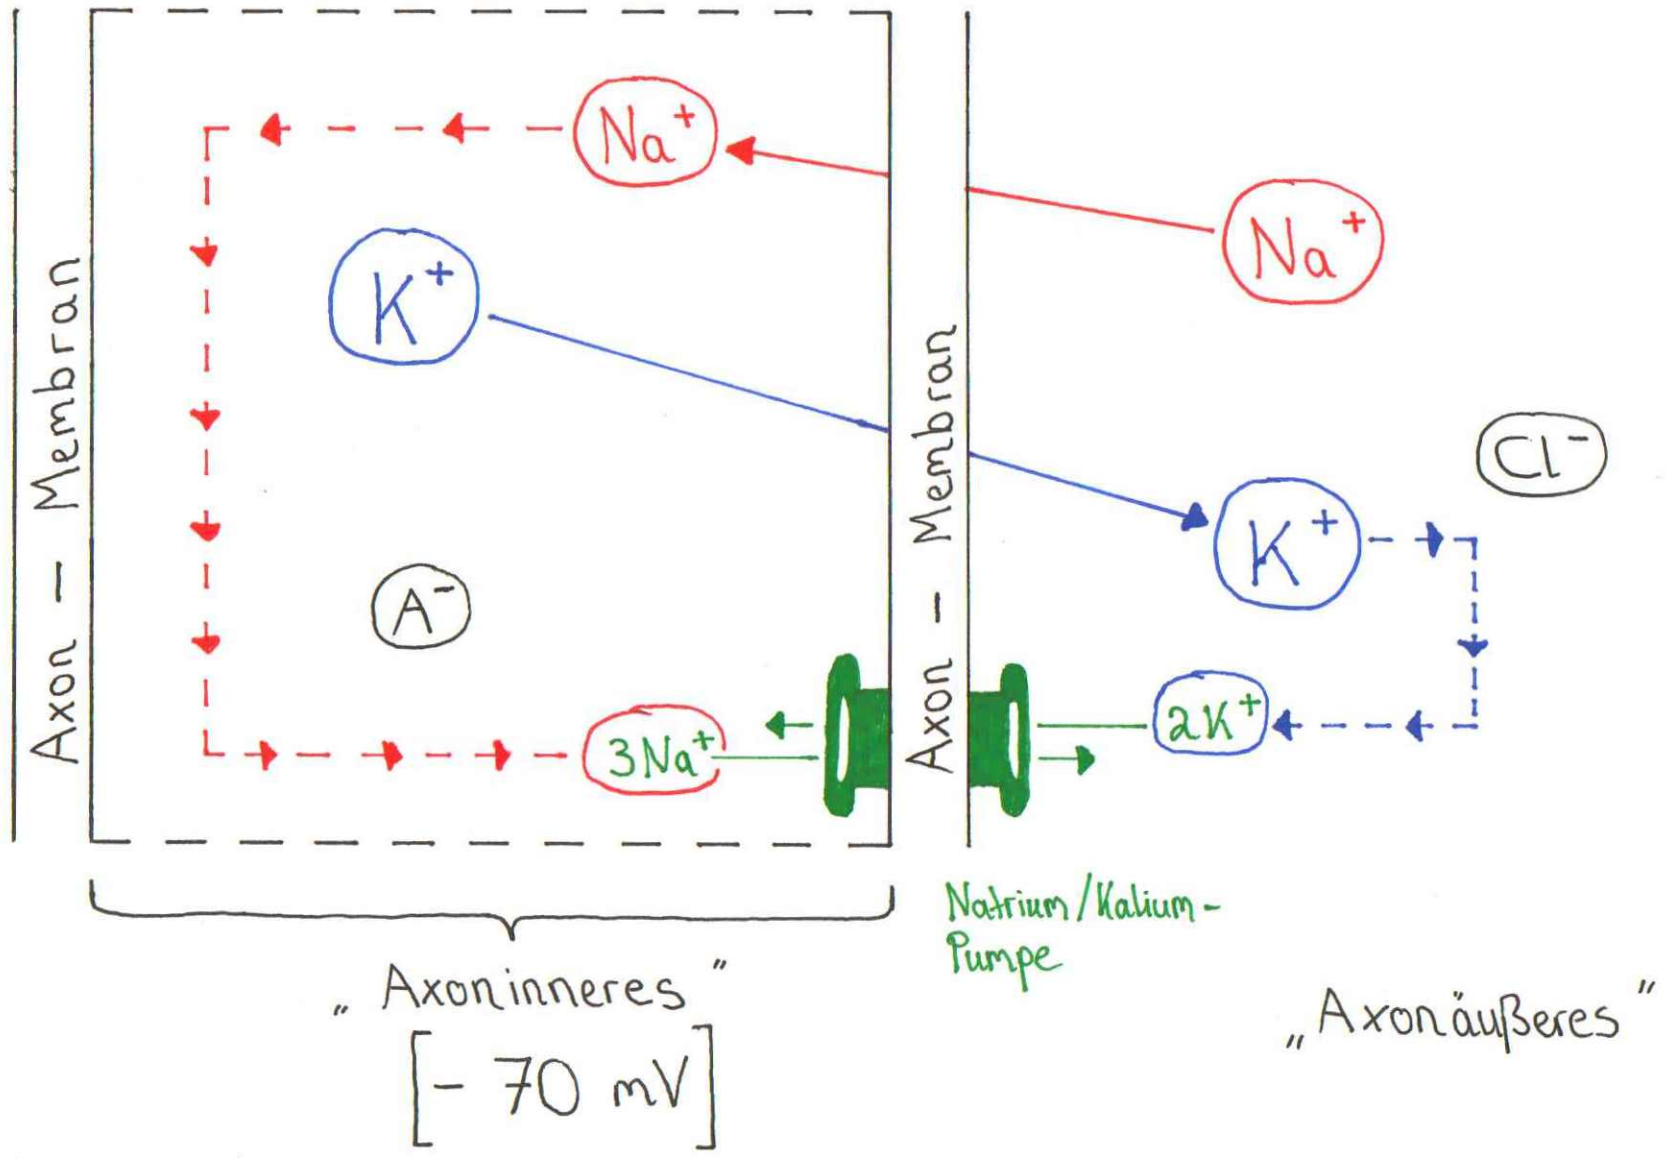 Axon – Membran
Na⁺
K⁺
A⁻
3Na⁺
Axon – Membran
Na⁺
Cl⁻
K⁺
2K⁺
Natrium/Kalium-
Pumpe
„Axoninneres”
[- 70 mV]
„Axonäußeres”